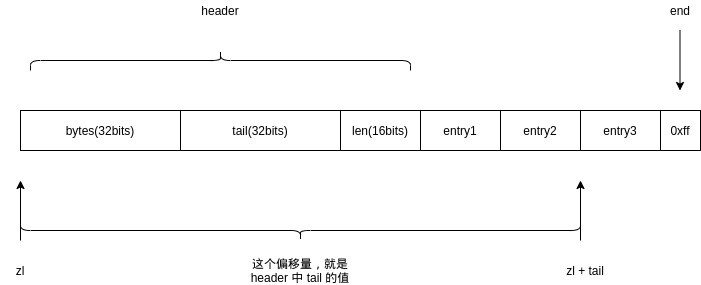 header
end
bytes(32bits)
tail(32bits)
len(16bits)
entry1
entry2
entry3
0xff
zl
这个偏移量，就是
header 中 tail 的值
zl + tail